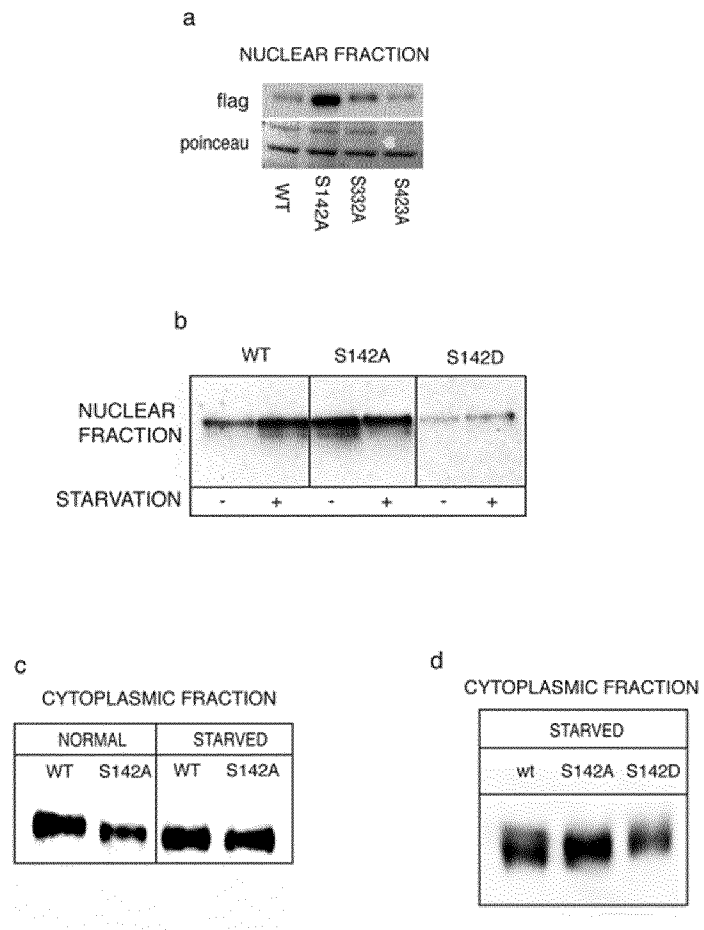 a
NUCLEAR FRACTION
flag
poinceau
WT S142A S332A S423A
b
WT S142A S142D
NUCLEAR
FRACTION
STARVATION - + - + - +
c
CYTOPLASMIC FRACTION
NORMAL STARVED
WT S142A WT S142A
d
CYTOPLASMIC FRACTION
STARVED
wt S142A S142D